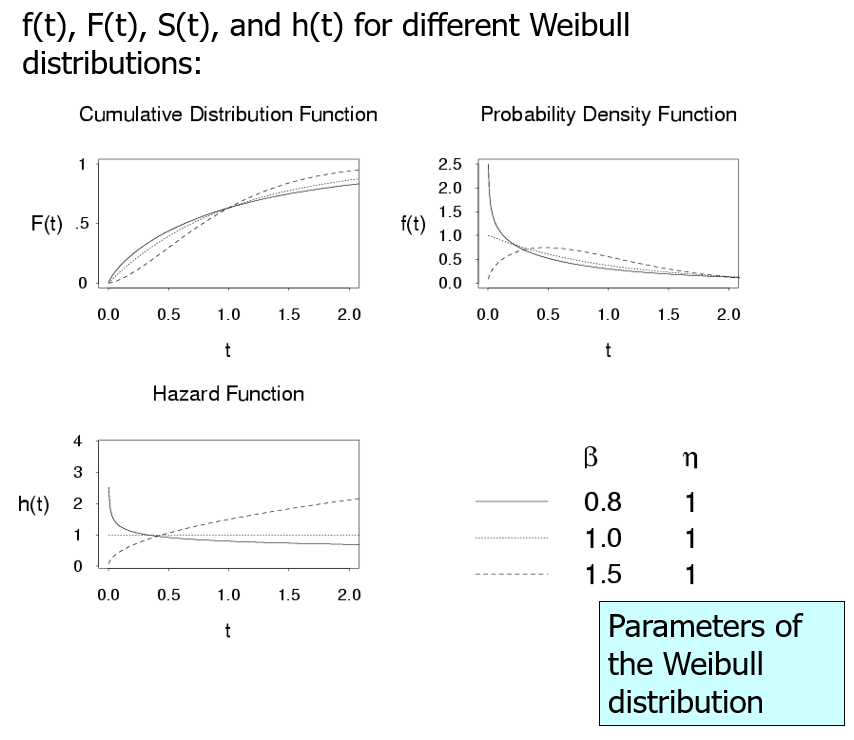 f(t), F(t), S(t), and h(t) for different Weibull
distributions:
Cumulative Distribution Function
1
F(t) .5
0
0.0 0.5 1.0 1.5 2.0
t
Probability Density Function
2.5
2.0
1.5
f(t) 1.0
0.5
0.0
0.0 0.5 1.0 1.5 2.0
t
Hazard Function
4
3
h(t) 2
1
0
0.0 0.5 1.0 1.5 2.0
t
β η
0.8 1
1.0 1
1.5 1
Parameters of
the Weibull
distribution